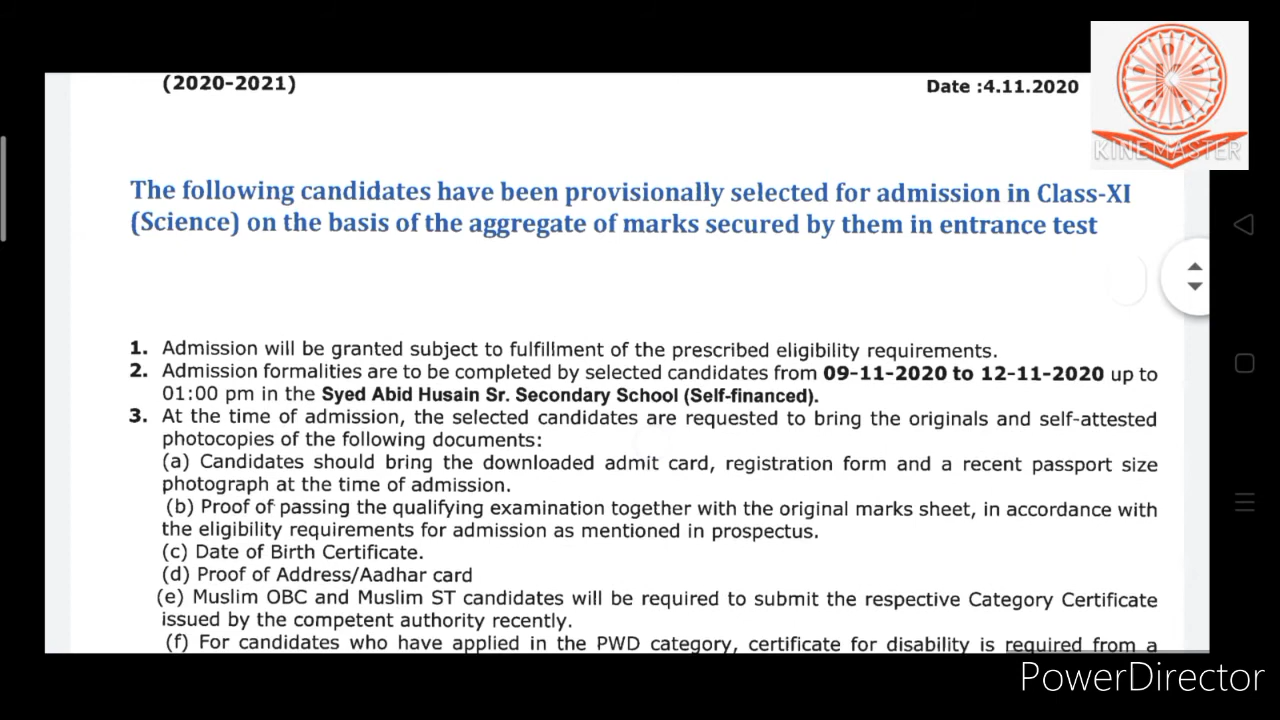 (2020-2021)
Date :4.11.2020
KINEMASTER
The following candidates have been provisionally selected for admission in Class-XI
(Science) on the basis of the aggregate of marks secured by them in entrance test
1. Admission will be granted subject to fulfillment of the prescribed eligibility requirements.
2. Admission formalities are to be completed by selected candidates from 09-11-2020 to 12-11-2020 up to
01:00 pm in the Syed Abid Husain Sr. Secondary School (Self-financed).
3. At the time of admission, the selected candidates are requested to bring the originals and self-attested
photocopies of the following documents:
(a) Candidates should bring the downloaded admit card, registration form and a recent passport size
photograph at the time of admission.
(b) Proof of passing the qualifying examination together with the original marks sheet, in accordance with
the eligibility requirements for admission as mentioned in prospectus.
(c) Date of Birth Certificate.
(d) Proof of Address/Aadhar card
(e) Muslim OBC and Muslim ST candidates will be required to submit the respective Category Certificate
issued by the competent authority recently.
(f) For candidates who have applied in the PWD category, certificate for disability is required from a
PowerDirector